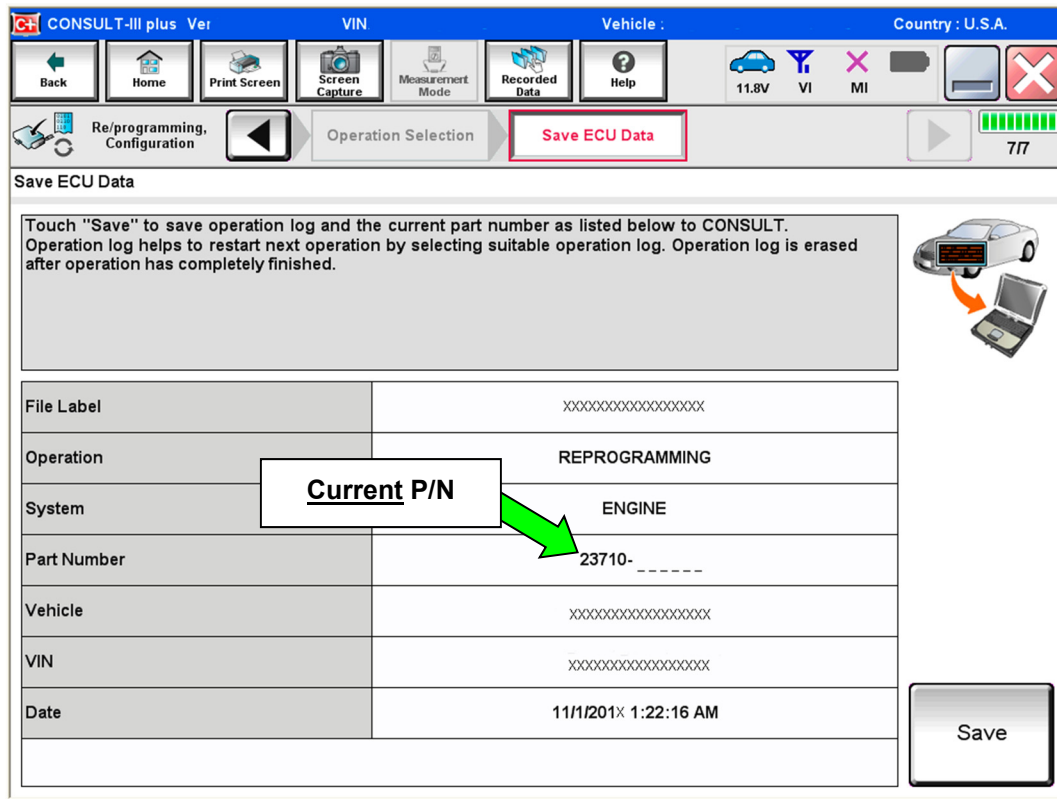 C+ CONSULT-III plus Ver VIN. Vehicle : Country : U.S.A.
Back Home Print Screen Screen Capture Measurement Mode Recorded Data Help 11.8V VI MI
Re/programming, Configuration Operation Selection Save ECU Data 7/7
Save ECU Data
Touch "Save" to save operation log and the current part number as listed below to CONSULT.
Operation log helps to restart next operation by selecting suitable operation log. Operation log is erased
after operation has completely finished.
File Label XXXXXXXXXXXXXXXXX
Operation REPROGRAMMING
Current P/N
System ENGINE
Part Number 23710- _ _ _ _ _ _
Vehicle XXXXXXXXXXXXXXXXX
VIN XXXXXXXXXXXXXXXXX
Date 11/1/201X 1:22:16 AM
Save